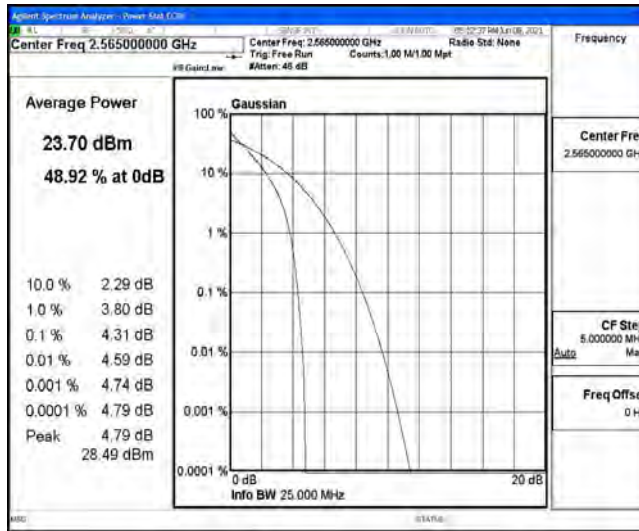 Agilent Spectrum Analyzer - Power Stat CCDF
Center Freq 2.565000000 GHz
Center Freq: 2.565000000 GHz
Radio Std: None
Trig: Free Run
Counts:1.00 M/1.00 Mpt
#IFGain:Low
#Atten: 46 dB
Frequency
Average Power
23.70 dBm
48.92 % at 0dB
10.0 % 2.29 dB
1.0 % 3.80 dB
0.1 % 4.31 dB
0.01 % 4.59 dB
0.001 % 4.74 dB
0.0001 % 4.79 dB
Peak 4.79 dB
28.49 dBm
Gaussian
100 %
10 %
1 %
0.1 %
0.01 %
0.001 %
0.0001 %
0 dB
20 dB
Info BW 25.000 MHz
Center Fre
2.565000000 GH
CF Ste
5.000000 MH
Auto
Ma
Freq Offse
0 H
MSG
STATUS